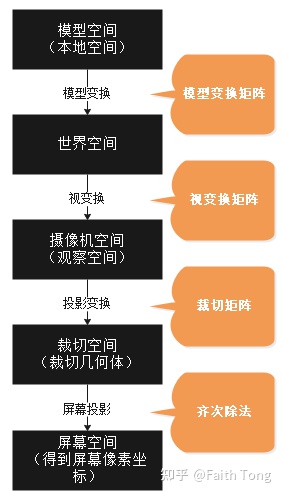 模型空间
（本地空间）
模型变换
模型变换矩阵
世界空间
视变换
视变换矩阵
摄像机空间
（观察空间）
投影变换
裁切矩阵
裁切空间
（裁切几何体）
屏幕投影
齐次除法
屏幕空间
（得到屏幕像素坐
标）
知乎 @Faith Tong